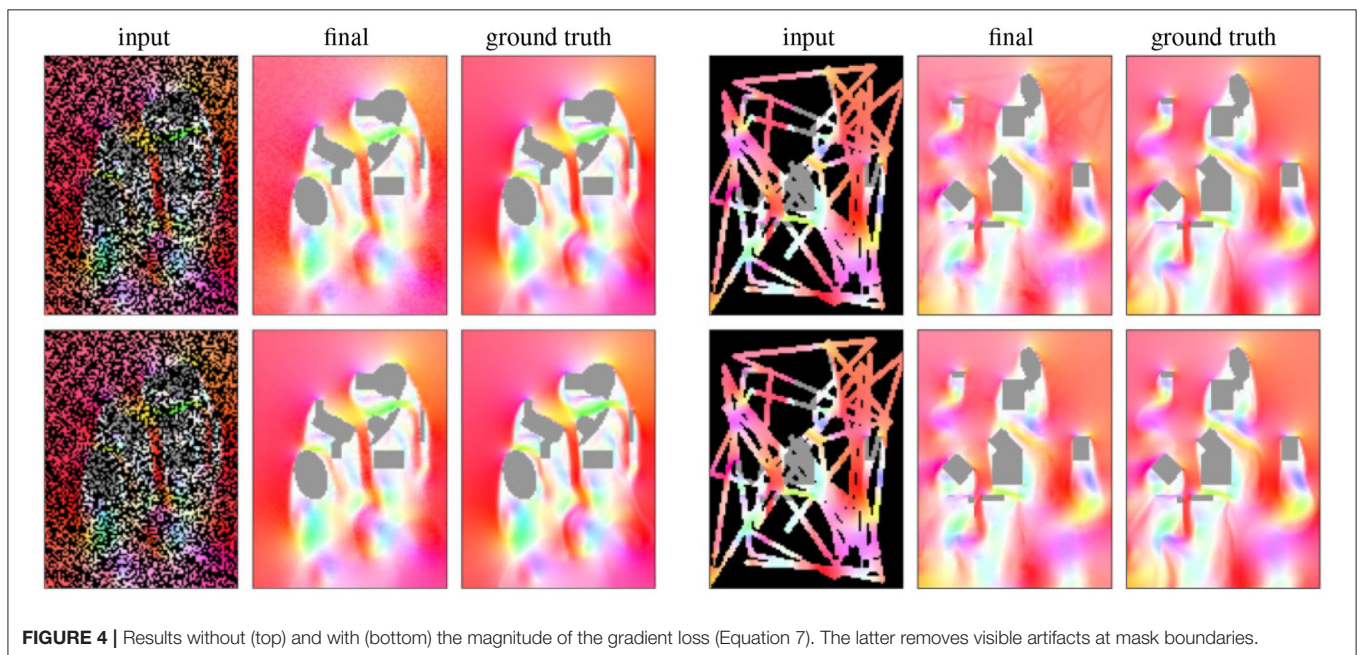 input final ground truth input final ground truth
FIGURE 4 | Results without (top) and with (bottom) the magnitude of the gradient loss (Equation 7). The latter removes visible artifacts at mask boundaries.